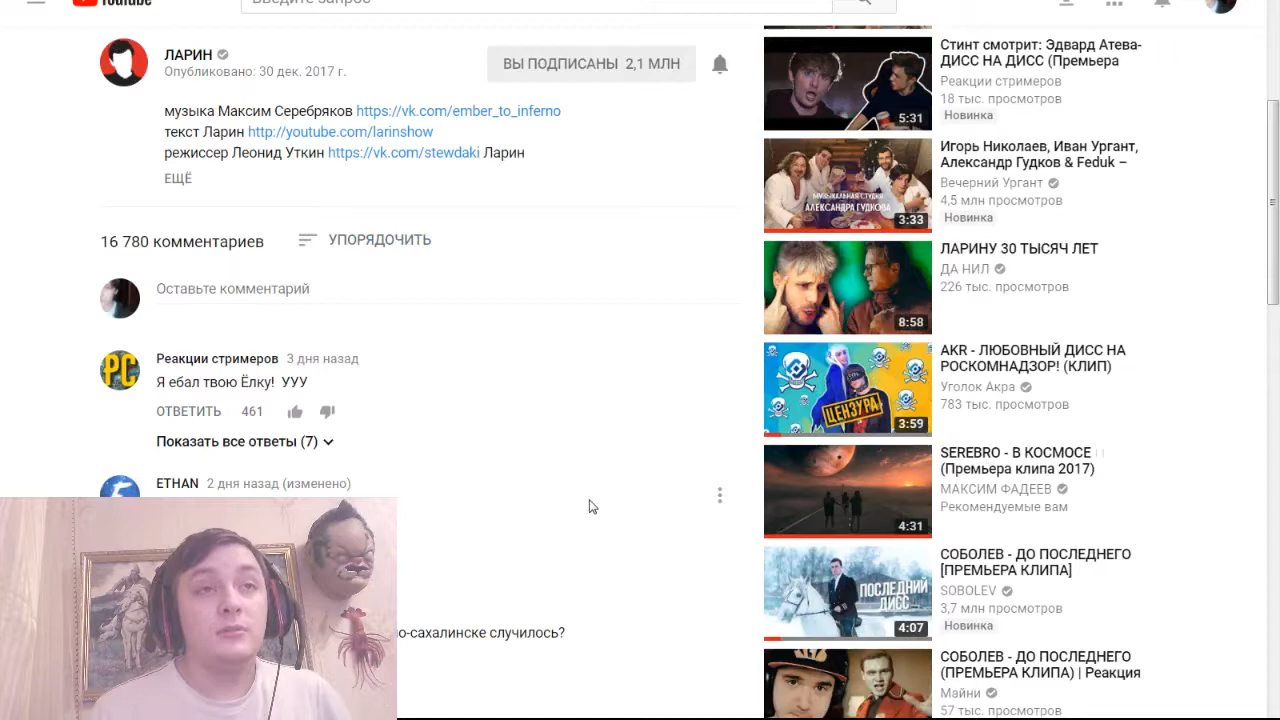 YouTube
Введите запрос
ЛАРИН
Опубликовано: 30 дек. 2017 г.
ВЫ ПОДПИСАНЫ 2,1 МЛН
музыка Максим Серебряков https://vk.com/ember_to_inferno
текст Ларин http://youtube.com/larinshow
режиссер Леонид Уткин https://vk.com/stewdaki Ларин
ЕЩЁ
16 780 комментариев
УПОРЯДОЧИТЬ
Оставьте комментарий
РС
Реакции стримеров 3 дня назад
Я ебал твою Ёлку! УУУ
ОТВЕТИТЬ 461
Показать все ответы (7)
ETHAN 2 дня назад (изменено)
о-сахалинске случилось?
5:31
Стинт смотрит: Эдвард Атева-
ДИСС НА ДИСС (Премьера
Реакции стримеров
18 тыс. просмотров
Новинка
МУЗЫКАЛЬНАЯ СТУДИЯ
АЛЕКСАНДРА ГУДКОВА
3:33
Игорь Николаев, Иван Ургант,
Александр Гудков & Feduk –
Вечерний Ургант
4,5 млн просмотров
Новинка
8:58
ЛАРИНУ 30 ТЫСЯЧ ЛЕТ
ДА НИЛ
226 тыс. просмотров
ЦЕНЗУРА
3:59
AKR - ЛЮБОВНЫЙ ДИСС НА
РОСКОМНАДЗОР! (КЛИП)
Уголок Акра
783 тыс. просмотров
4:31
SEREBRO - В КОСМОСЕ
(Премьера клипа 2017)
МАКСИМ ФАДЕЕВ
Рекомендуемые вам
ПОСЛЕДНИЙ
ДИСС
4:07
СОБОЛЕВ - ДО ПОСЛЕДНЕГО
[ПРЕМЬЕРА КЛИПА]
SOBOLEV
3,7 млн просмотров
Новинка
СОБОЛЕВ - ДО ПОСЛЕДНЕГО
(ПРЕМЬЕРА КЛИПА) | Реакция
Майни
57 тыс. просмотров